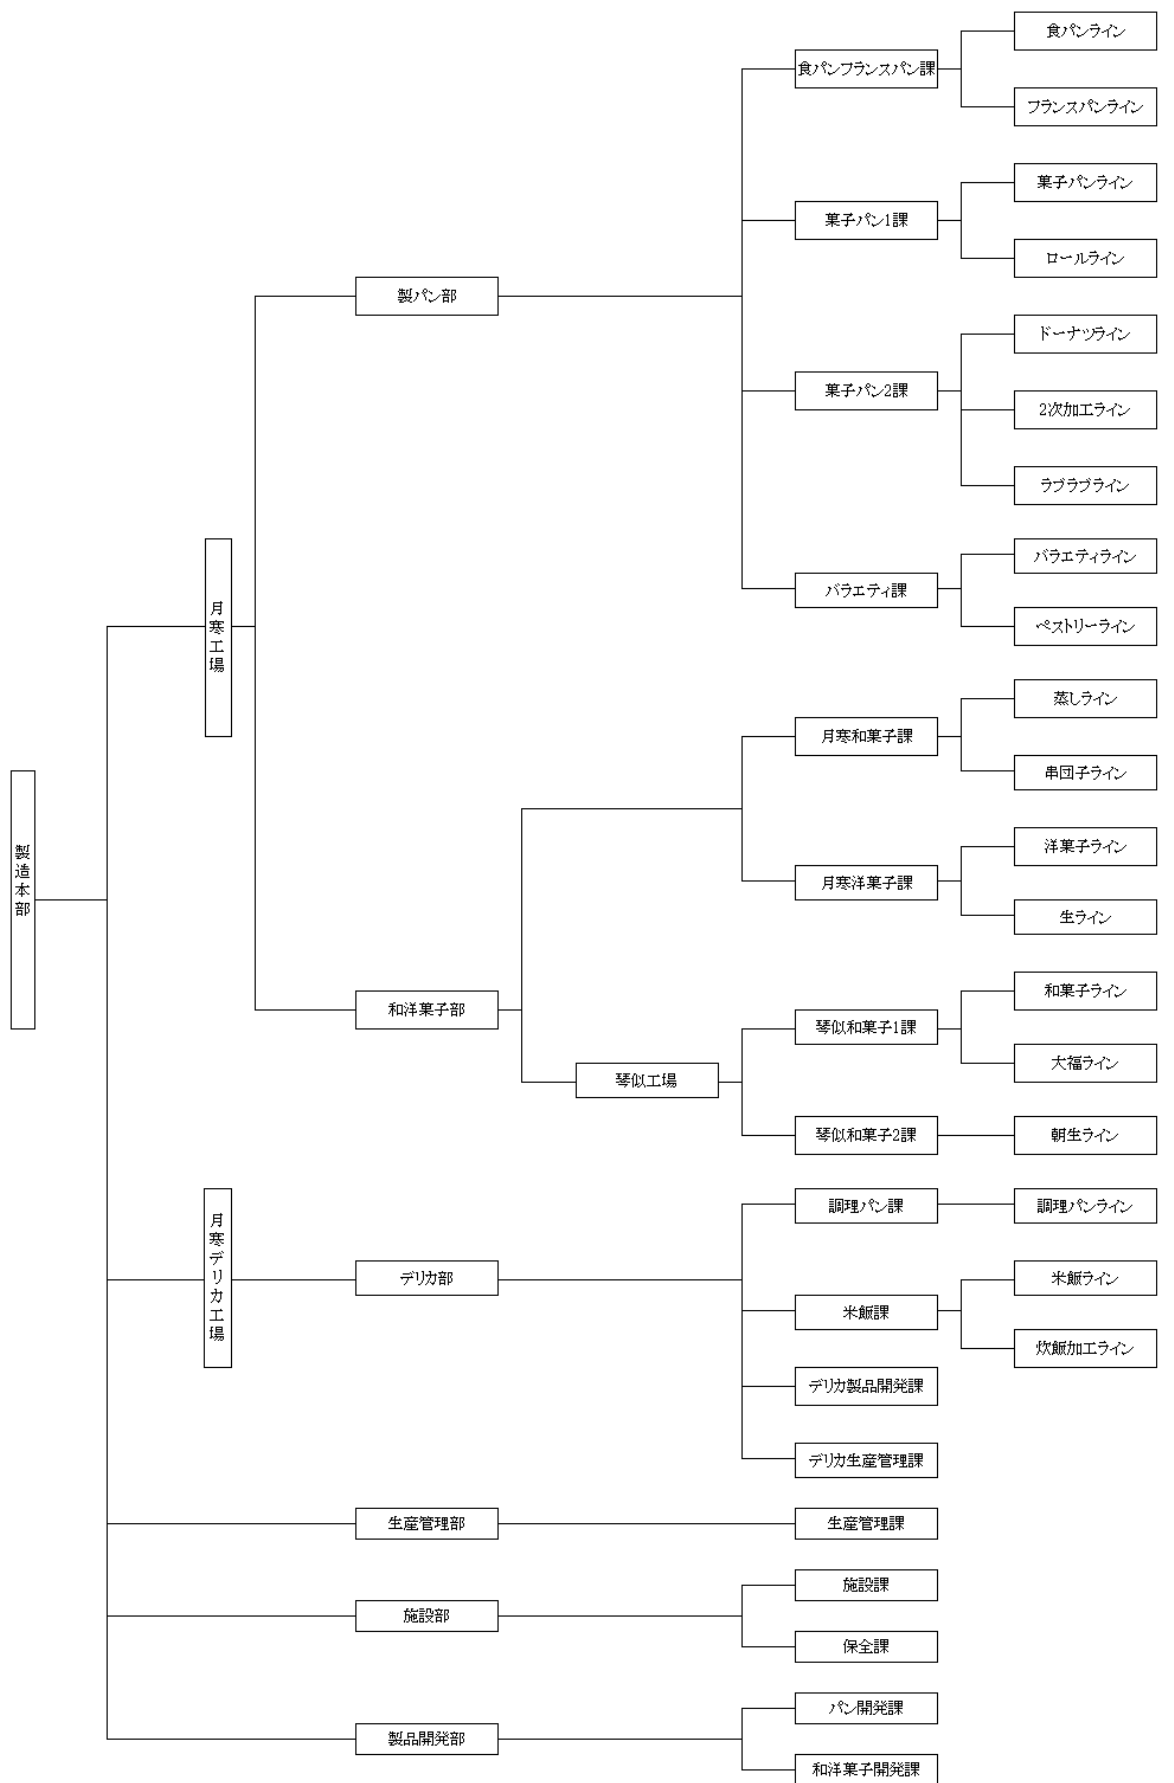 食パンライン
食パンフランスパン課
フランスパンライン
菓子パンライン
菓子パン1課
ロールライン
製パン部
ドーナツライン
菓子パン2課
2次加工ライン
ラブラブライン
月寒工場
バラエティライン
バラエティ課
ペストリーライン
蒸しライン
月寒和菓子課
串団子ライン
製造本部
洋菓子ライン
月寒洋菓子課
生ライン
和洋菓子部
和菓子ライン
琴似和菓子1課
大福ライン
琴似工場
琴似和菓子2課
朝生ライン
月寒デリカ工場
調理パン課
調理パンライン
デリカ部
米飯ライン
米飯課
炊飯加工ライン
デリカ製品開発課
デリカ生産管理課
生産管理部
生産管理課
施設課
施設部
保全課
パン開発課
製品開発部
和洋菓子開発課